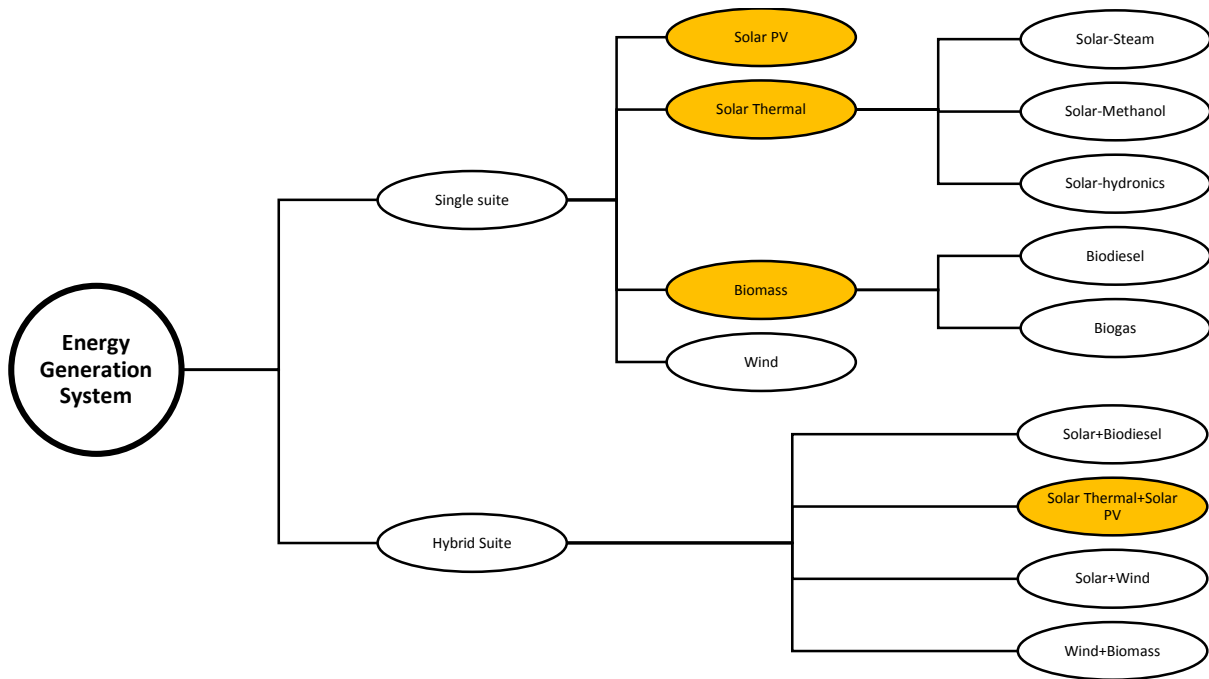 Solar PV
Solar-Steam
Solar Thermal
Solar-Methanol
Solar-hydronics
Single suite
Biodiesel
Biomass
Biogas
Wind
Energy
Generation
System
Solar+Biodiesel
Solar Thermal+Solar
PV
Hybrid Suite
Solar+Wind
Wind+Biomass